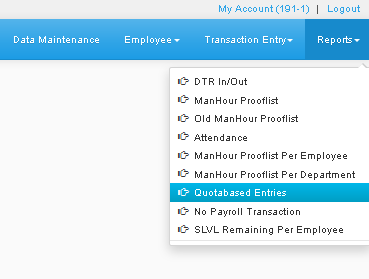 My Account (191-1) | Logout
Data Maintenance Employee Transaction Entry Reports
DTR In/Out
ManHour Prooflist
Old ManHour Prooflist
Attendance
ManHour Prooflist Per Employee
ManHour Prooflist Per Department
Quotabased Entries
No Payroll Transaction
SLVL Remaining Per Employee